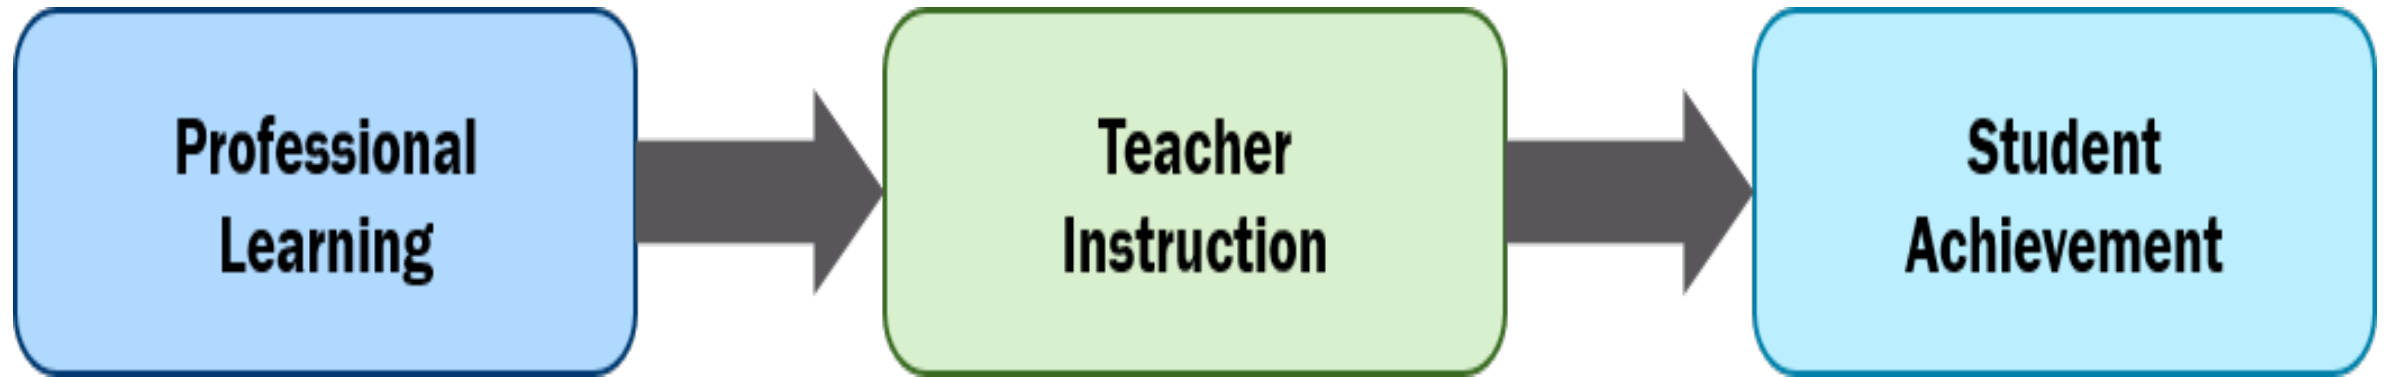 Professional
Learning
Teacher
Instruction
Student
Achievement